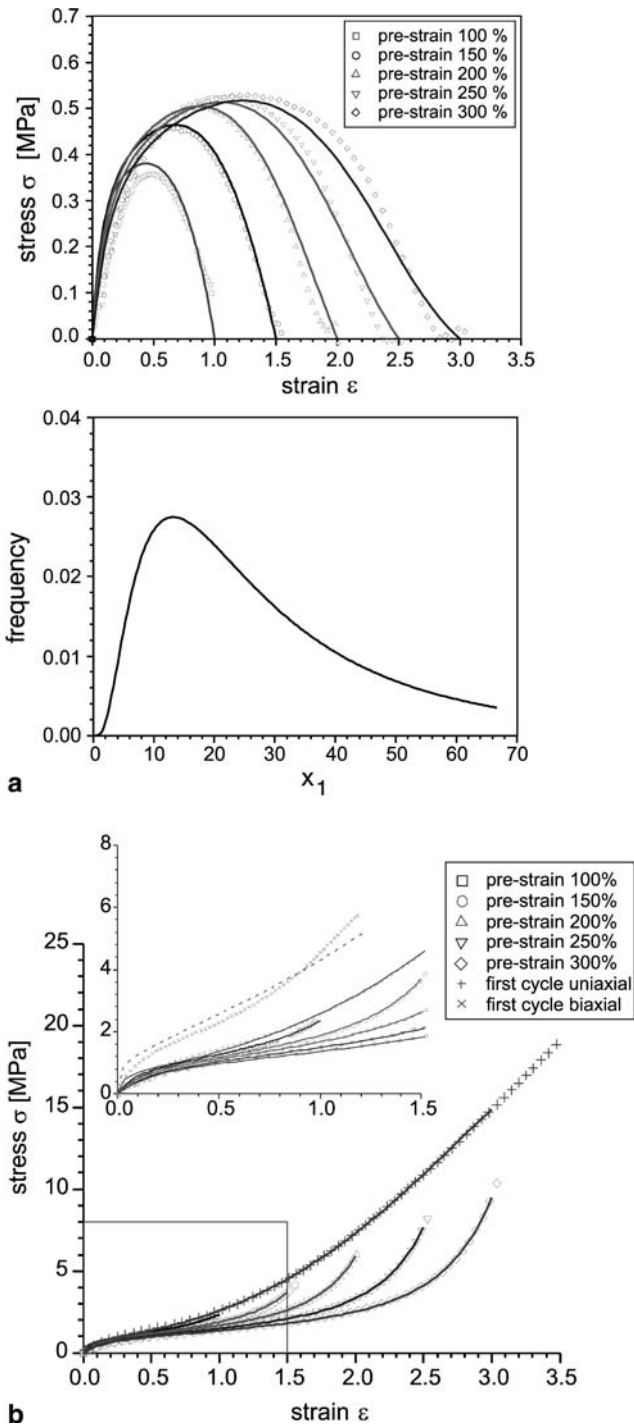 0.7
0.6
0.5
0.4
0.3
0.2
0.1
0.0
stress σ [MPa]
pre-strain 100 %
pre-strain 150 %
pre-strain 200 %
pre-strain 250 %
pre-strain 300 %
0.0 0.5 1.0 1.5 2.0 2.5 3.0 3.5
strain ε
0.04
0.03
0.02
0.01
0.00
frequency
0 10 20 30 40 50 60 70
x1
a
8
6
4
2
0
0.0 0.5 1.0 1.5
pre-strain 100%
pre-strain 150%
pre-strain 200%
pre-strain 250%
pre-strain 300%
first cycle uniaxial
first cycle biaxial
25
20
15
10
5
0
stress σ [MPa]
0.0 0.5 1.0 1.5 2.0 2.5 3.0 3.5
strain ε
b